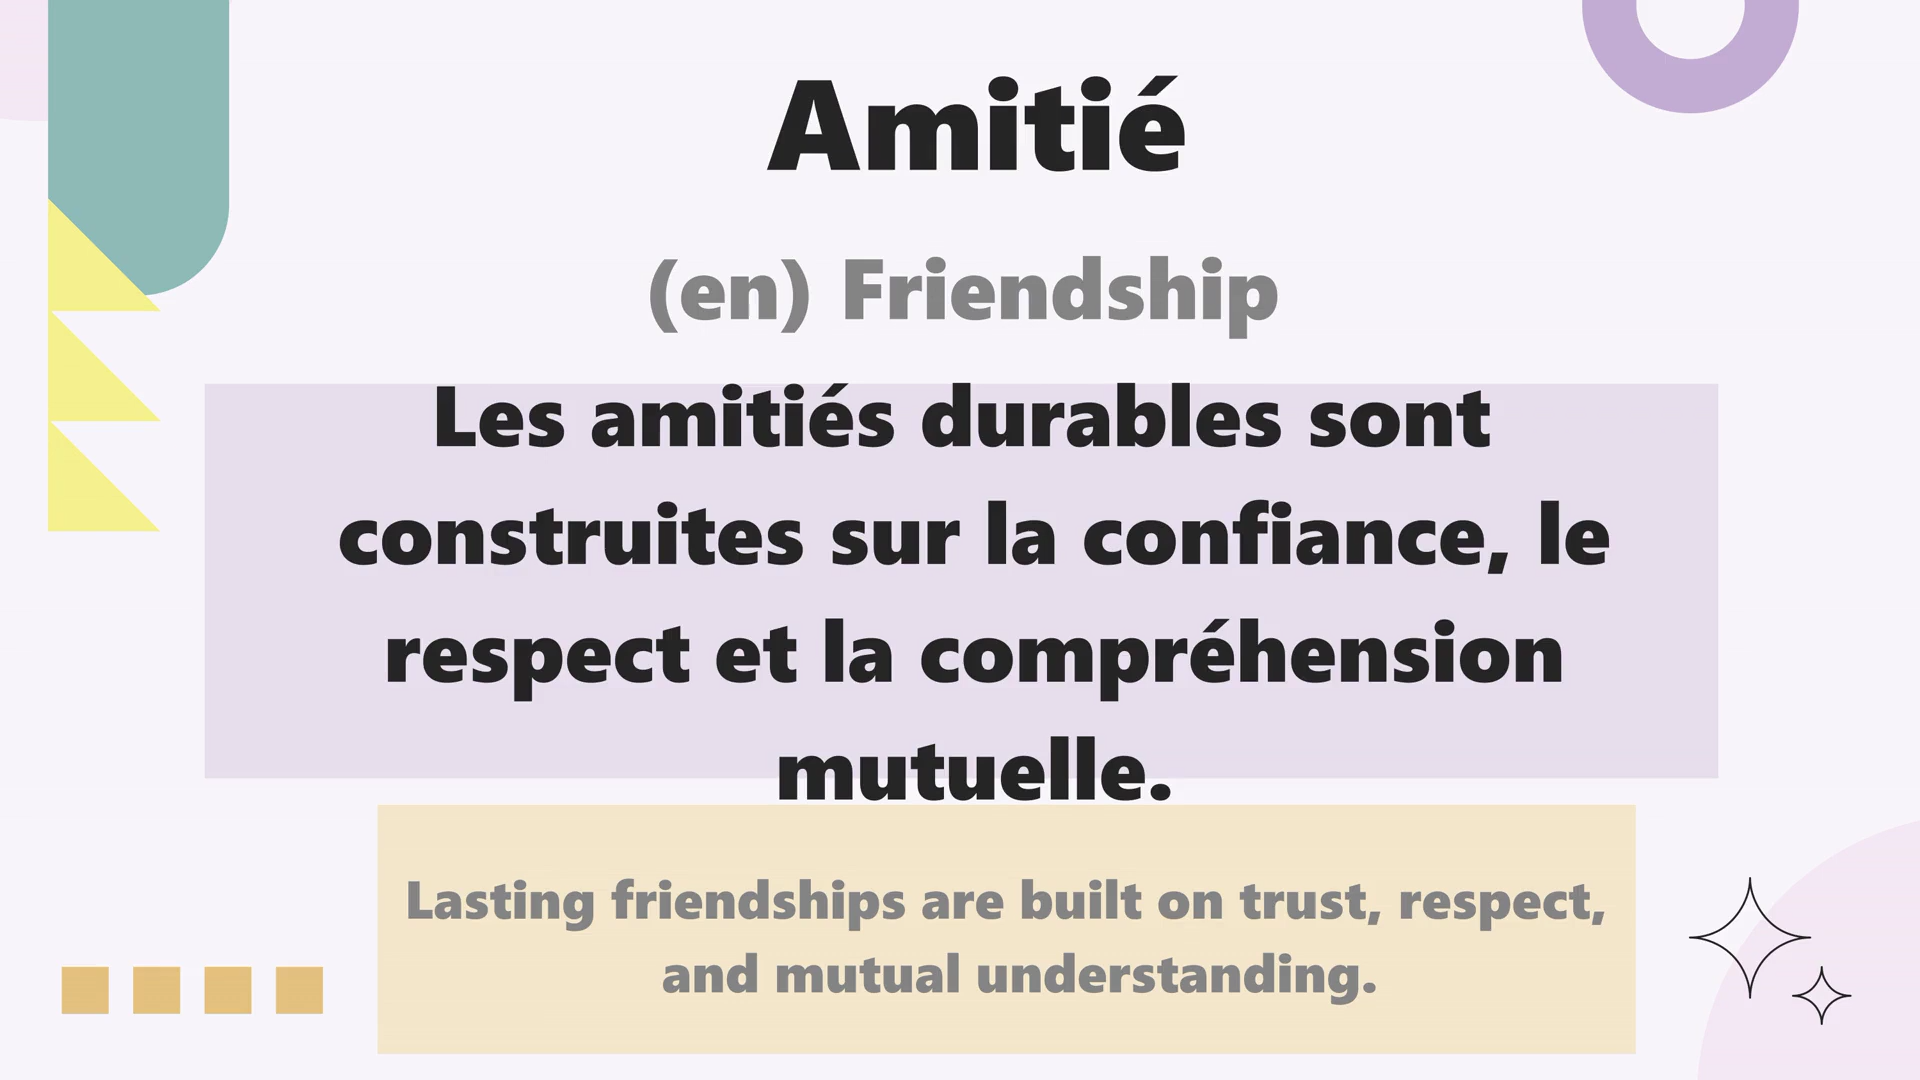 Amitié
(en) Friendship
Les amitiés durables sont
construites sur la confiance, le
respect et la compréhension
mutuelle.
Lasting friendships are built on trust, respect,
and mutual understanding.